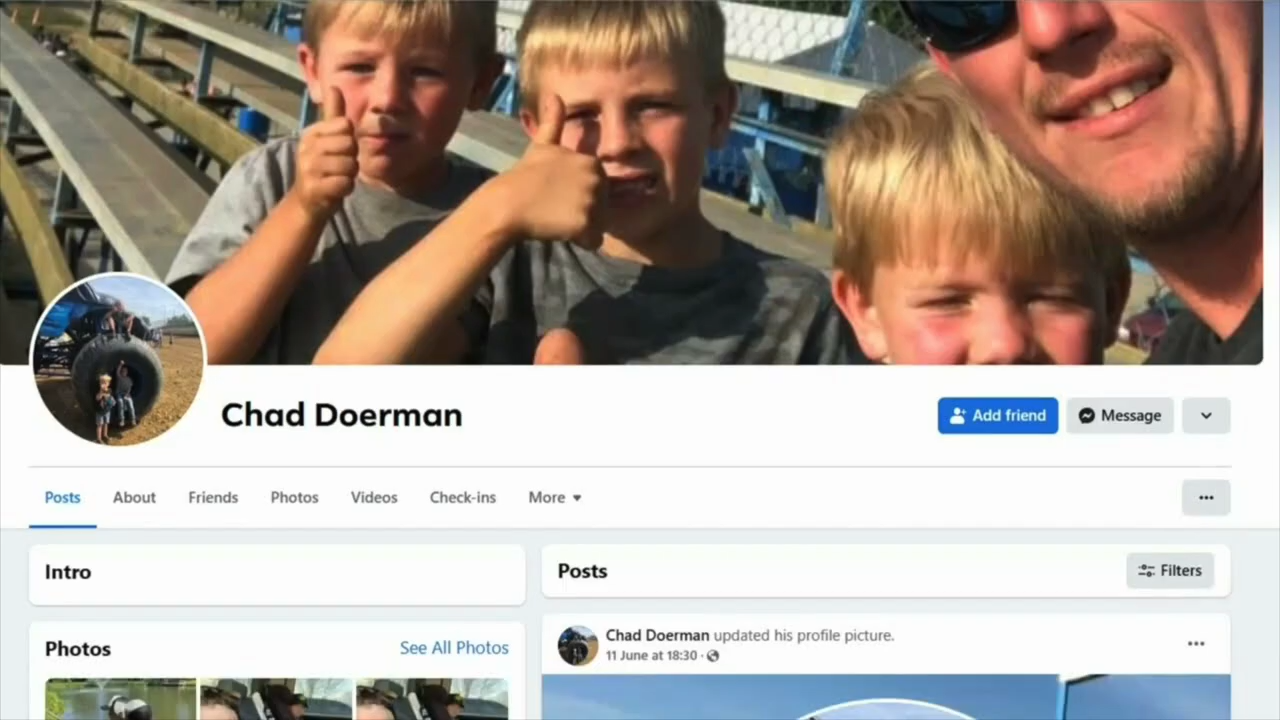 Chad Doerman
Add friend
Message
Posts
About
Friends
Photos
Videos
Check-ins
More
Intro
Posts
Filters
Photos
See All Photos
Chad Doerman updated his profile picture.
11 June at 18:30 ·